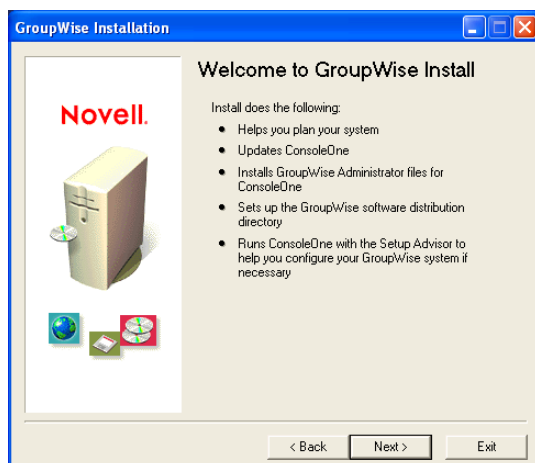 GroupWise Installation
Welcome to GroupWise Install
Novell.
Install does the following:
• Helps you plan your system
• Updates ConsoleOne
• Installs GroupWise Administrator files for
ConsoleOne
• Sets up the GroupWise software distribution
directory
• Runs ConsoleOne with the Setup Advisor to
help you configure your GroupWise system if
necessary
< Back
Next >
Exit